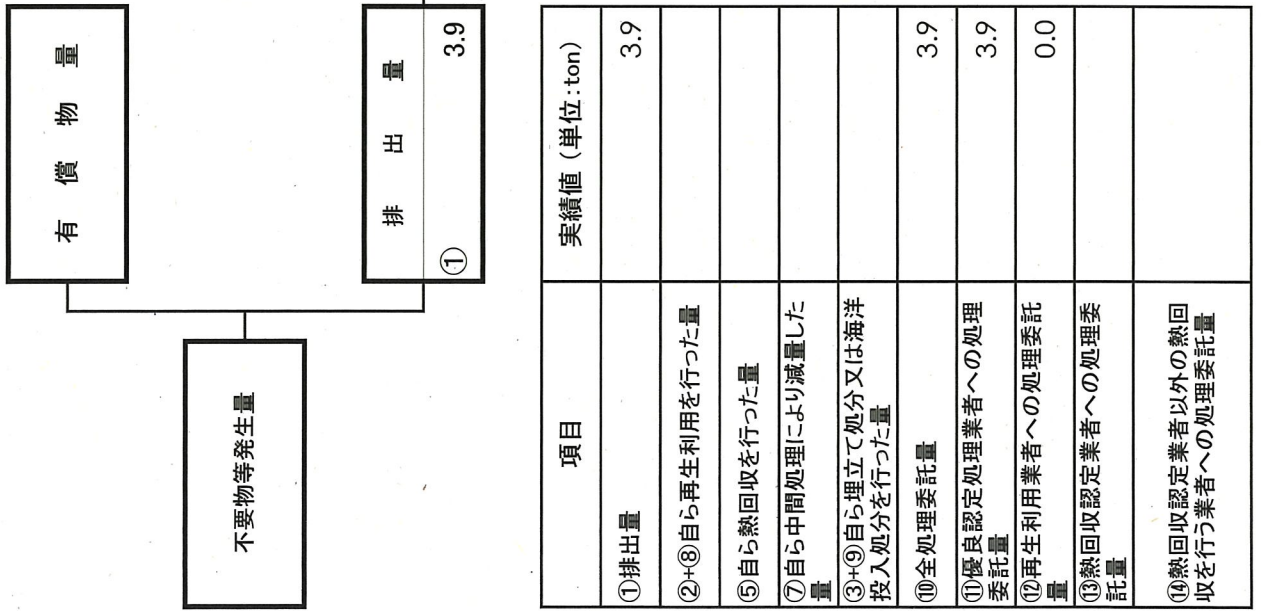 有償物量
不要物等発生量
排出量
① 3.9
項目 実績値（単位:ton）
①排出量 3.9
②+⑧自ら再生利用を行った量
⑤自ら熱回収を行った量
⑦自ら中間処理により減量した
量
③+⑨自ら埋立て処分又は海洋
投入処分を行った量
⑩全処理委託量 3.9
⑪優良認定処理業者への処理
委託量 3.9
⑫再生利用業者への処理委託
量 0.0
⑬熱回収認定業者への処理委
託量
⑭熱回収認定業者以外の熱回
収を行う業者への処理委託量